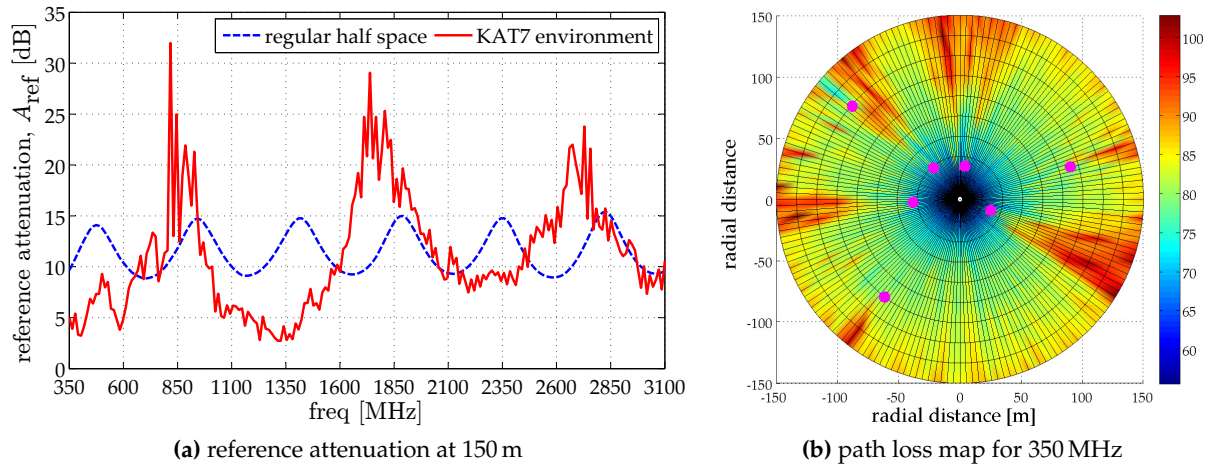 regular half space
KAT7 environment
reference attenuation, A_ref [dB]
35
30
25
20
15
10
5
0
350 600 850 1100 1350 1600 1850 2100 2350 2600 2850 3100
freq [MHz]
(a) reference attenuation at 150 m
radial distance
150
100
50
0
-50
-100
-150
-150 -100 -50 0 50 100 150
radial distance [m]
100
95
90
85
80
75
70
65
60
(b) path loss map for 350 MHz